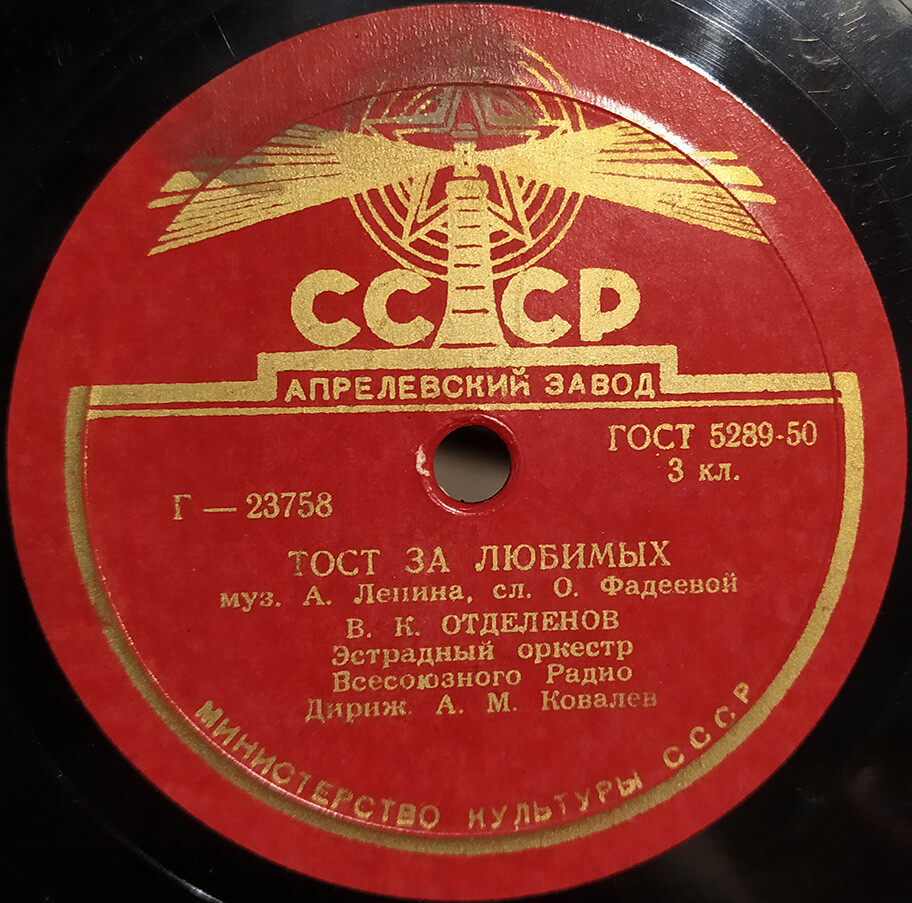 СССР
АПРЕЛЕВСКИЙ ЗАВОД
ГОСТ 5289-50
3 кл.
Г — 23758
ТОСТ ЗА ЛЮБИМЫХ
муз. А. Лепина, сл. О. Фадеевой
В. К. ОТДЕЛЕНОВ
Эстрадный оркестр
Всесоюзного Радио
Дириж. А. М. Ковалев
МИНИСТЕРСТВО КУЛЬТУРЫ СССР